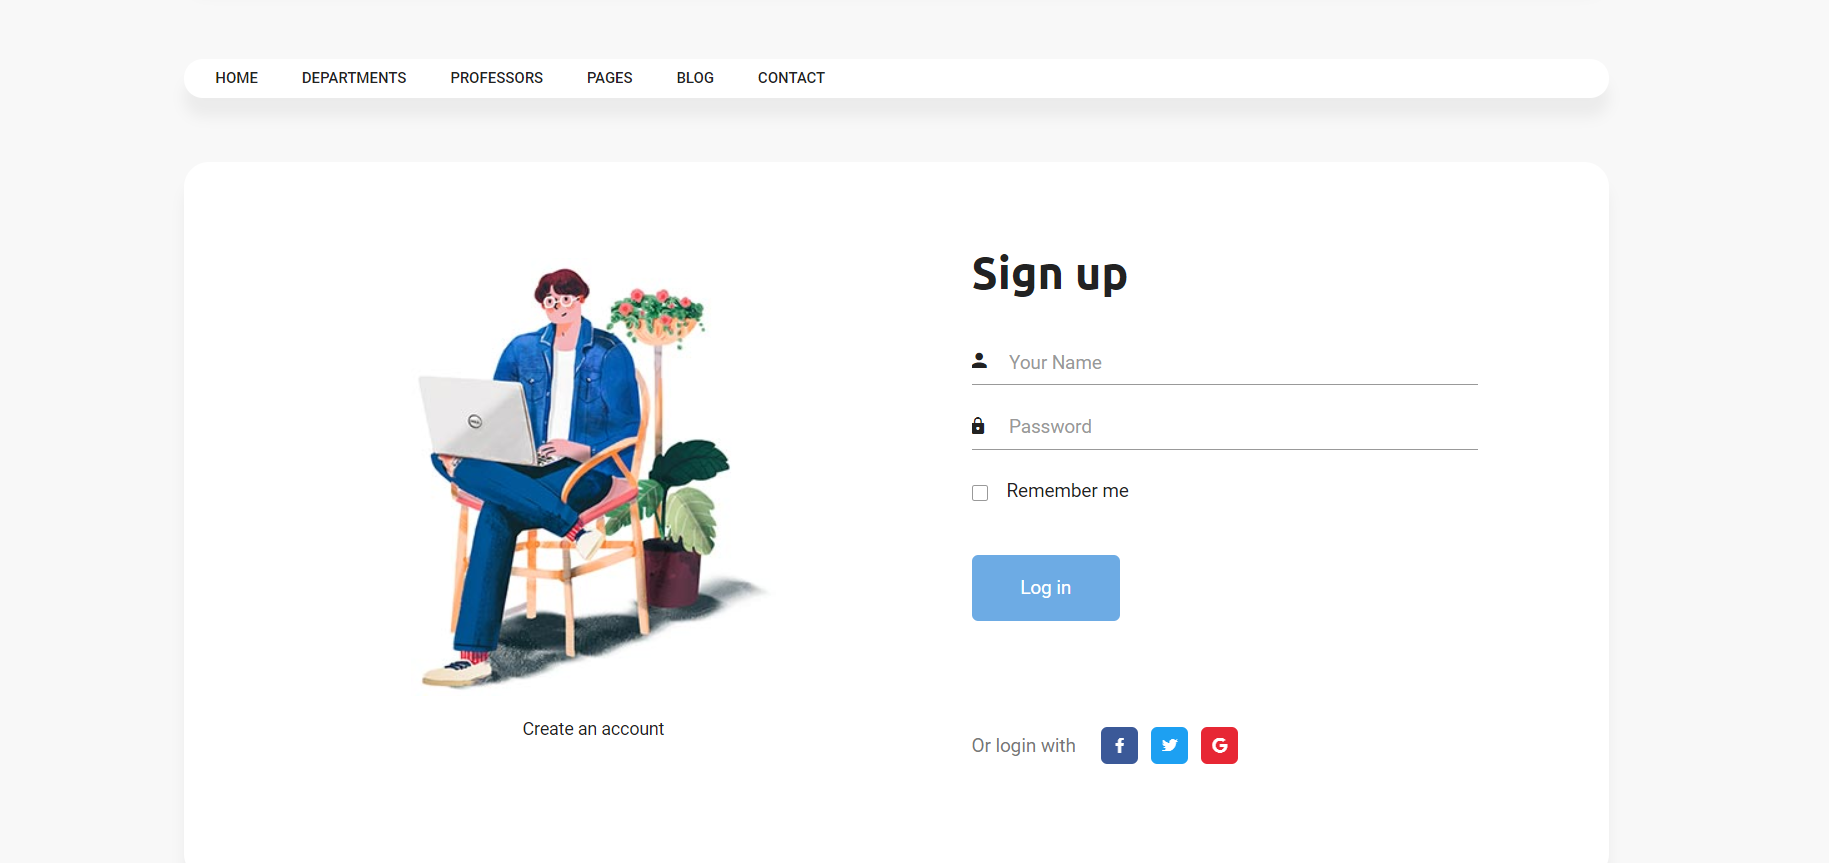 HOME DEPARTMENTS PROFESSORS PAGES BLOG CONTACT
Sign up
Your Name
Password
Remember me
Log in
Create an account
Or login with